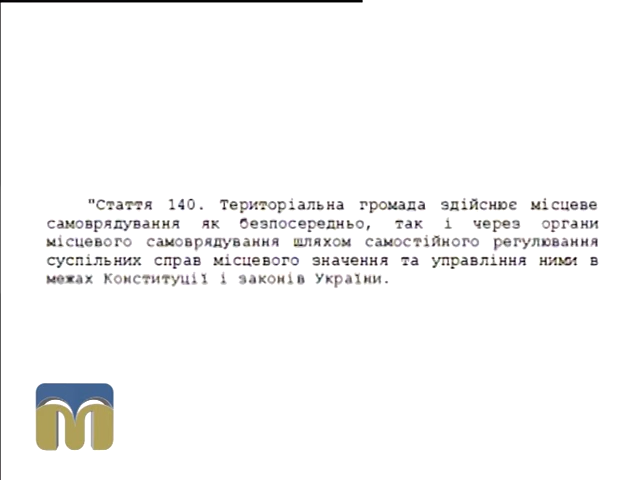 "Стаття 140. Територіальна громада здійснює місцеве
самоврядування як безпосередньо, так і через органи
місцевого самоврядування шляхом самостійного регулювання
суспільних справ місцевого значення та управління ними в
межах Конституції і законів України.